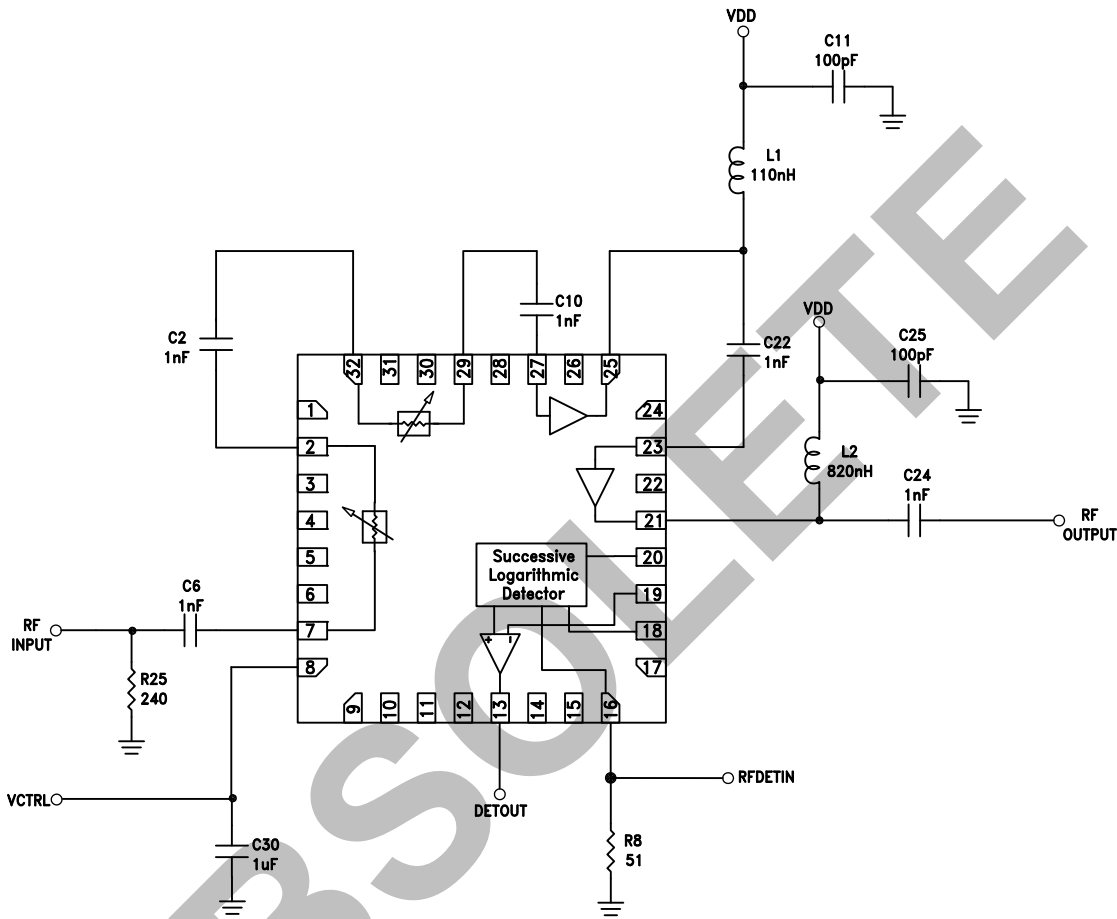 VDD
C11
100pF
L1
110nH
C2
1nF
C10
1nF
C22
1nF
VDD
C25
100pF
L2
820nH
C24
1nF
RF
OUTPUT
32
31
30
29
28
27
26
25
1
2
3
4
5
6
7
8
24
23
22
21
20
19
18
17
Successive
Logarithmic
Detector
+
-
9
10
11
12
13
14
15
16
C6
1nF
RF
INPUT
R25
240
VCTRL
C30
1uF
DETOUT
RFDETIN
R8
51
OBSOLETE